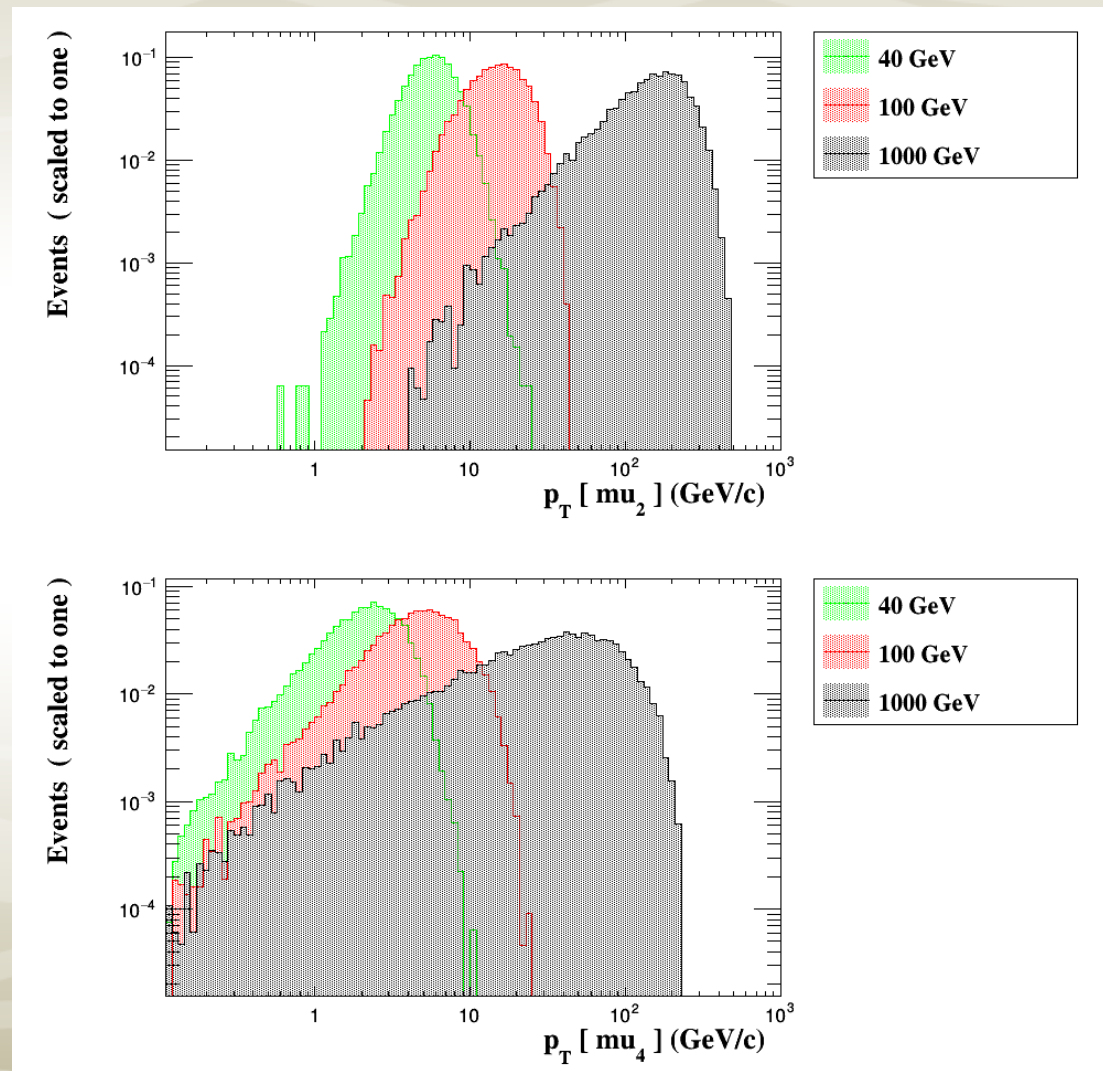 Events ( scaled to one )
10⁻¹
10⁻²
10⁻³
10⁻⁴
1
10
10²
10³
p_T [ mu_2 ] (GeV/c)
40 GeV
100 GeV
1000 GeV
Events ( scaled to one )
10⁻¹
10⁻²
10⁻³
10⁻⁴
1
10
10²
10³
p_T [ mu_4 ] (GeV/c)
40 GeV
100 GeV
1000 GeV